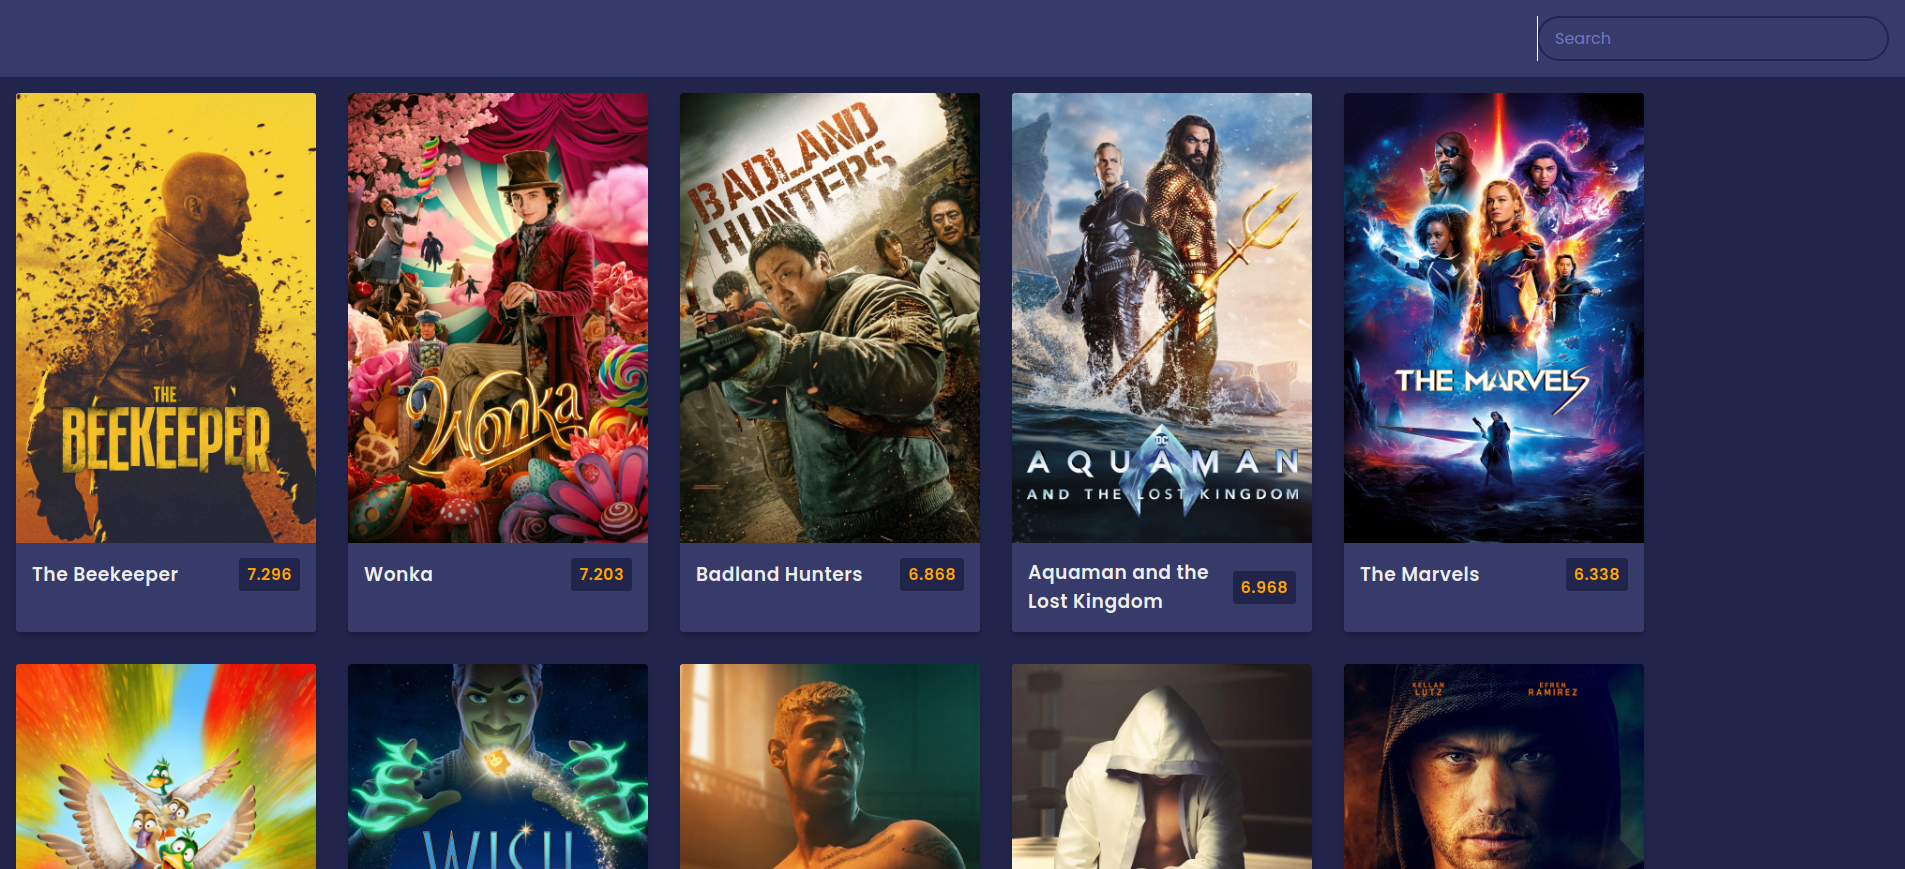 Search
THE
BEEKEEPER
Wonka
BADLAND
HUNTERS
DC
AQUAMAN
AND THE LOST KINGDOM
THE MARVELS
The Beekeeper
7.296
Wonka
7.203
Badland Hunters
6.868
Aquaman and the
Lost Kingdom
6.968
The Marvels
6.338
WISH
KELLAN
LUTZ
EFREN
RAMIREZ